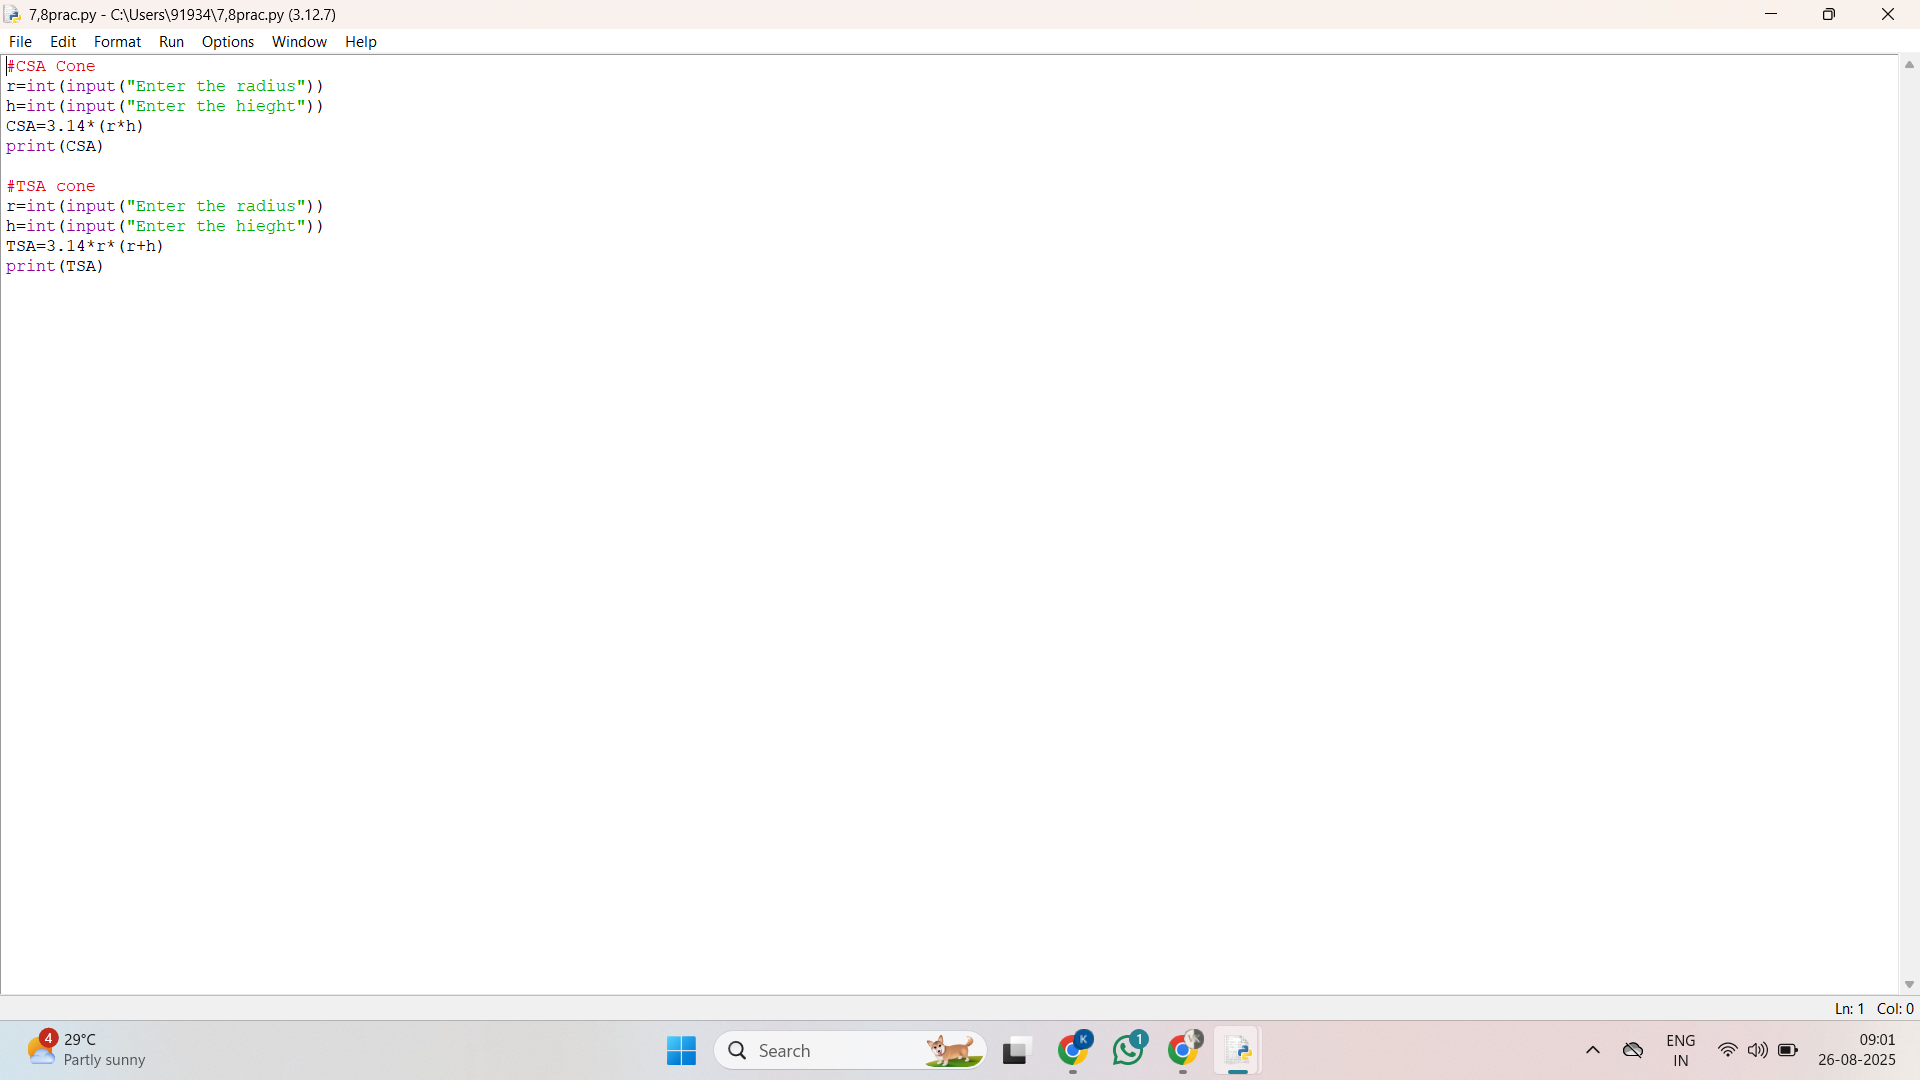 7,8prac.py - C:\Users\91934\7,8prac.py (3.12.7)
File Edit Format Run Options Window Help
#CSA Cone
r=int(input("Enter the radius"))
h=int(input("Enter the hieght"))
CSA=3.14*(r*h)
print(CSA)
#TSA cone
r=int(input("Enter the radius"))
h=int(input("Enter the hieght"))
TSA=3.14*r*(r+h)
print(TSA)
Ln: 1 Col: 0
4
29°C
Partly sunny
Search
K
1
VK
ENG
IN
09:01
26-08-2025